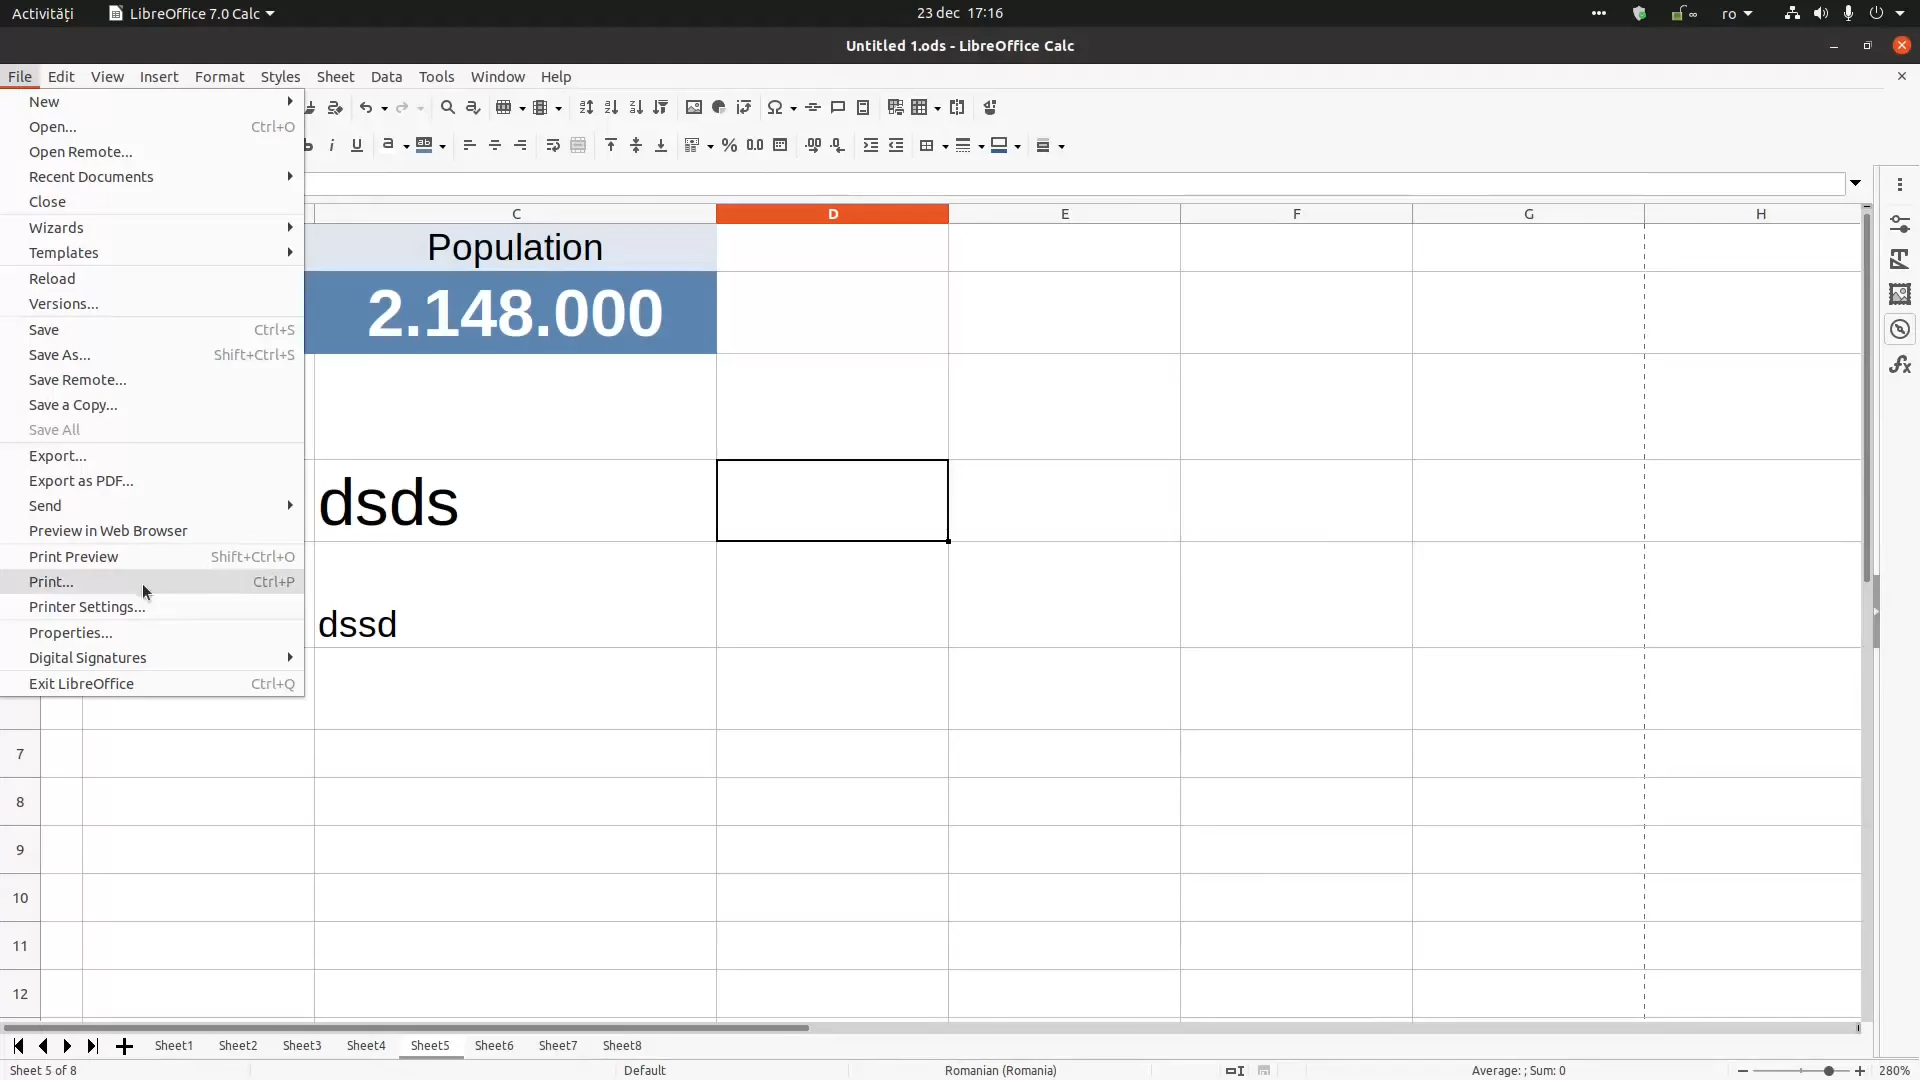 Activități LibreOffice 7.0 Calc 23 dec 17:16 ro
Untitled 1.ods - LibreOffice Calc
File Edit View Insert Format Styles Sheet Data Tools Window Help
New
Open... Ctrl+O
Open Remote...
Recent Documents
Close
Wizards
Templates
Reload
Versions...
Save Ctrl+S
Save As... Shift+Ctrl+S
Save Remote...
Save a Copy...
Save All
Export...
Export as PDF...
Send
Preview in Web Browser
Print Preview Shift+Ctrl+O
Print... Ctrl+P
Printer Settings...
Properties...
Digital Signatures
Exit LibreOffice Ctrl+Q
C D E F G H
Population
2.148.000
dsds
dssd
7
8
9
10
11
12
Sheet1 Sheet2 Sheet3 Sheet4 Sheet5 Sheet6 Sheet7 Sheet8
Sheet 5 of 8 Default Romanian (Romania) Average: ; Sum: 0 280%